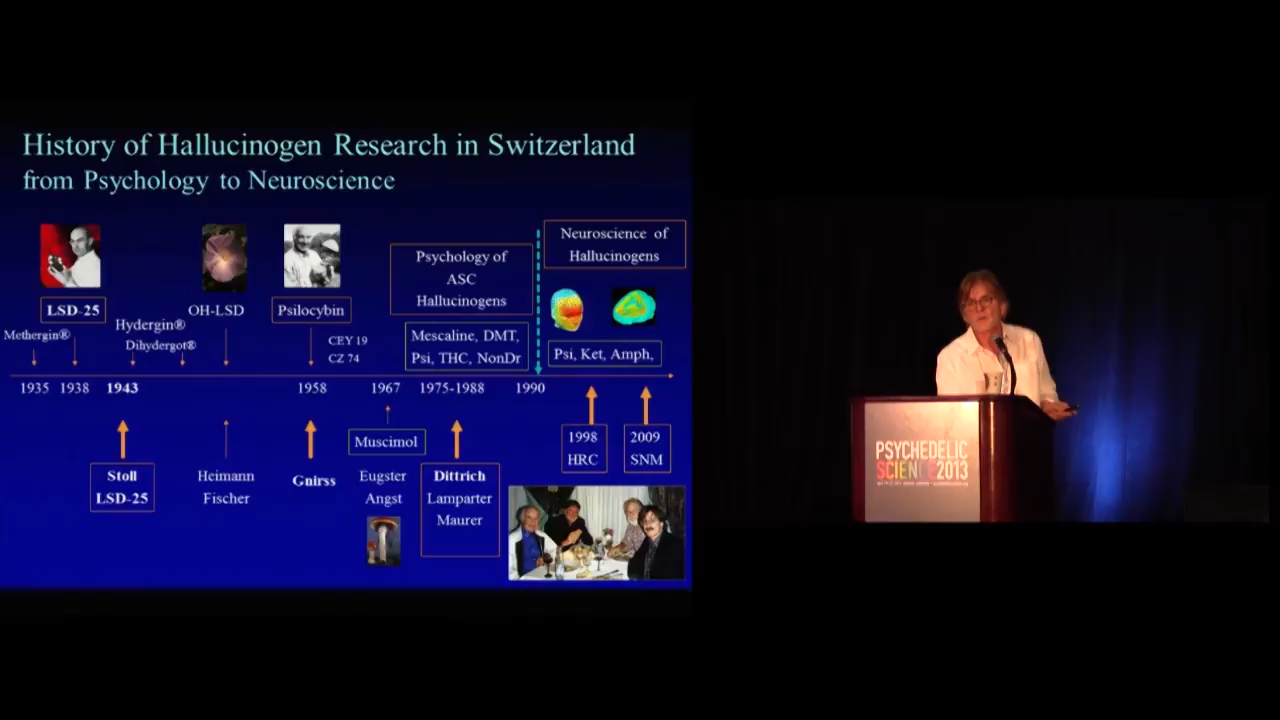 History of Hallucinogen Research in Switzerland
from Psychology to Neuroscience
LSD-25
Methergin®
Hydergin®
Dihydergot®
OH-LSD
Psilocybin
CEY 19
CZ 74
Psychology of
ASC
Hallucinogens
Mescaline, DMT,
Psi, THC, NonDr
Neuroscience of
Hallucinogens
Psi, Ket, Amph,
1935 1938 1943 1958 1967 1975-1988 1990
Stoll
LSD-25
Heimann
Fischer
Gnirss
Muscimol
Eugster
Angst
Dittrich
Lamparter
Maurer
1998
HRC
2009
SNM
PSYCHEDELIC
SCIENCE2013